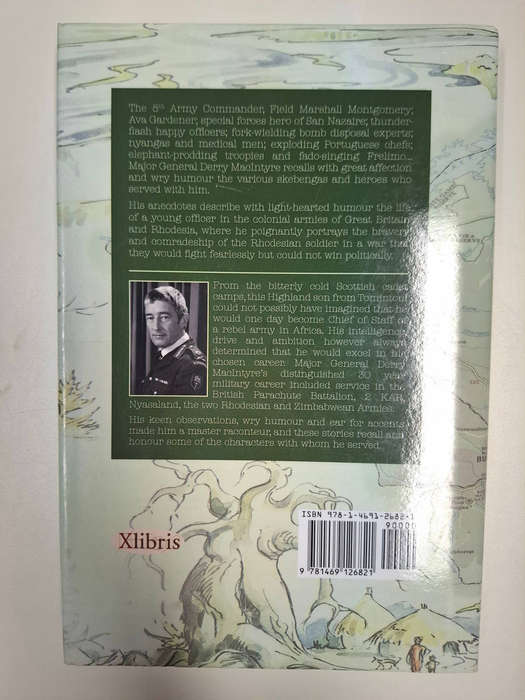 The 5th Army Commander, Field Marshall Montgomery;
Ava Gardener; special forces hero of San Nazaire; thunder-
flash happy officers; fork-wielding bomb disposal experts;
nyangas and medical men; exploding Portuguese chefs;
elephant-prodding troopies and fado-singing Frelimo...
Major General Derry MacIntyre recalls with great affection
and wry humour the various skebengas and heroes who
served with him.
His anecdotes describe with light-hearted humour the life
of a young officer in the colonial armies of Great Britain
and Rhodesia, where he poignantly portrays the bravery
and comradeship of the Rhodesian soldier in a war that
they would fight fearlessly but could not win politically.
From the bitterly cold Scottish cadet
camps, this Highland son from Tomintoul
could not possibly have imagined that he
would one day become Chief of Staff of
a rebel army in Africa. His intelligence,
drive and ambition however always
determined that he would excel in his
chosen career. Major General Derry
MacIntyre's distinguished 30 year
military career included service in the
British Parachute Battalion, 2 KAR,
Nyasaland, the two Rhodesian and Zimbabwean Armies.
His keen observations, wry humour and ear for accents
made him a master raconteur, and these stories recall and
honour some of the characters with whom he served.
ISBN 978-1-4691-2682-1
90000
9 781469 126821
Xlibris